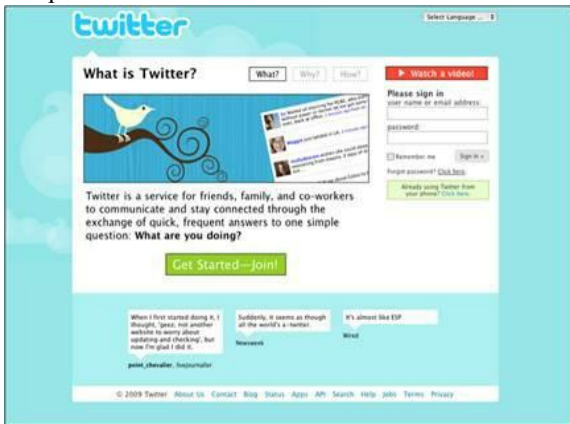 twitter
Select Language ...
What is Twitter?
What?
Why?
How?
Watch a video!
Please sign in
user name or email address:
password:
Remember me
Sign in »
Forgot password? Click here.
Already using Twitter from
your phone? Click here.
Twitter is a service for friends, family, and co-workers
to communicate and stay connected through the
exchange of quick, frequent answers to one simple
question: What are you doing?
Get Started—Join!
When I first started doing it, I
thought, 'geez, not another
website to worry about
updating and checking', but
now I'm glad I did it.
point_chevalier, livejournaler
Suddenly, it seems as though
all the world's a-twitter.
Newsweek
It's almost like ESP
Wired
© 2009 Twitter About Us Contact Blog Status Apps API Search Help Jobs Terms Privacy